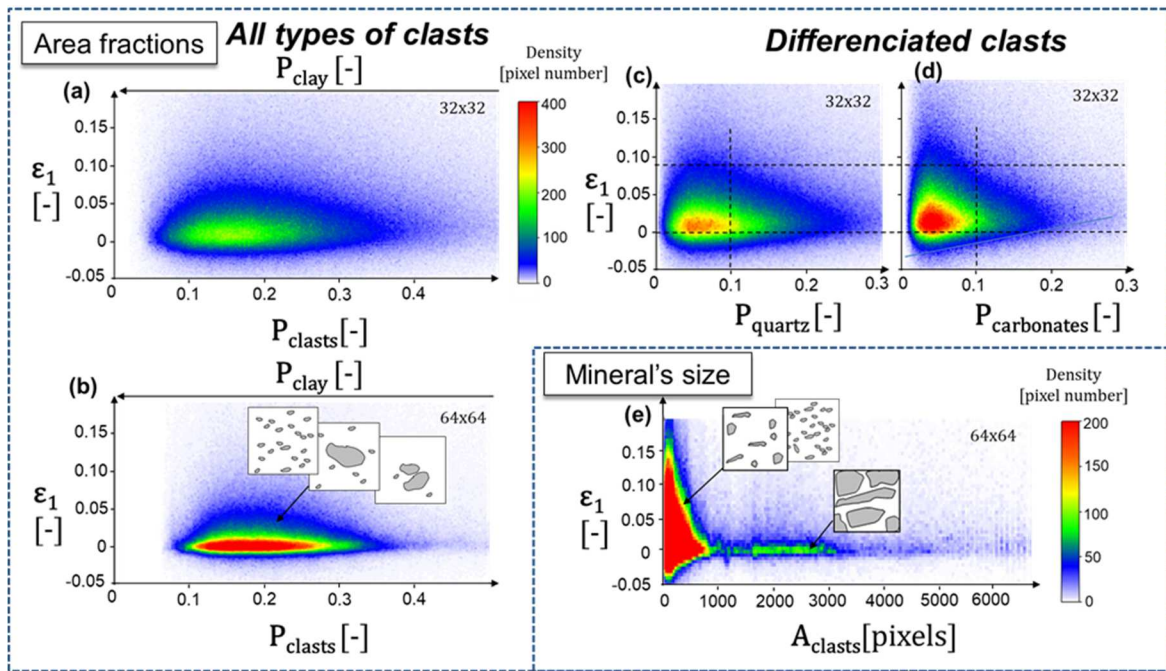 Area fractions
All types of clasts
Differenciated clasts
P_clay [-]
(a)
32x32
0.15
0.10
0.05
0
-0.05
ε₁
[-]
0
0.1
0.2
0.3
0.4
P_clasts[-]
Density
[pixel number]
400
300
200
100
0
(c)
32x32
0.15
0.10
0.05
0
-0.05
ε₁
[-]
0
0.1
0.2
0.3
P_quartz[-]
(d)
32x32
0
0.1
0.2
0.3
P_carbonates[-]
P_clay [-]
(b)
64x64
0.15
0.10
0.05
0
-0.05
ε₁
[-]
0
0.1
0.2
0.3
0.4
P_clasts[-]
Mineral's size
(e)
64x64
0.15
0.10
0.05
0
-0.05
ε₁
[-]
0
1000
2000
3000
4000
5000
6000
A_clasts[pixels]
Density
[pixel number]
200
150
100
50
0